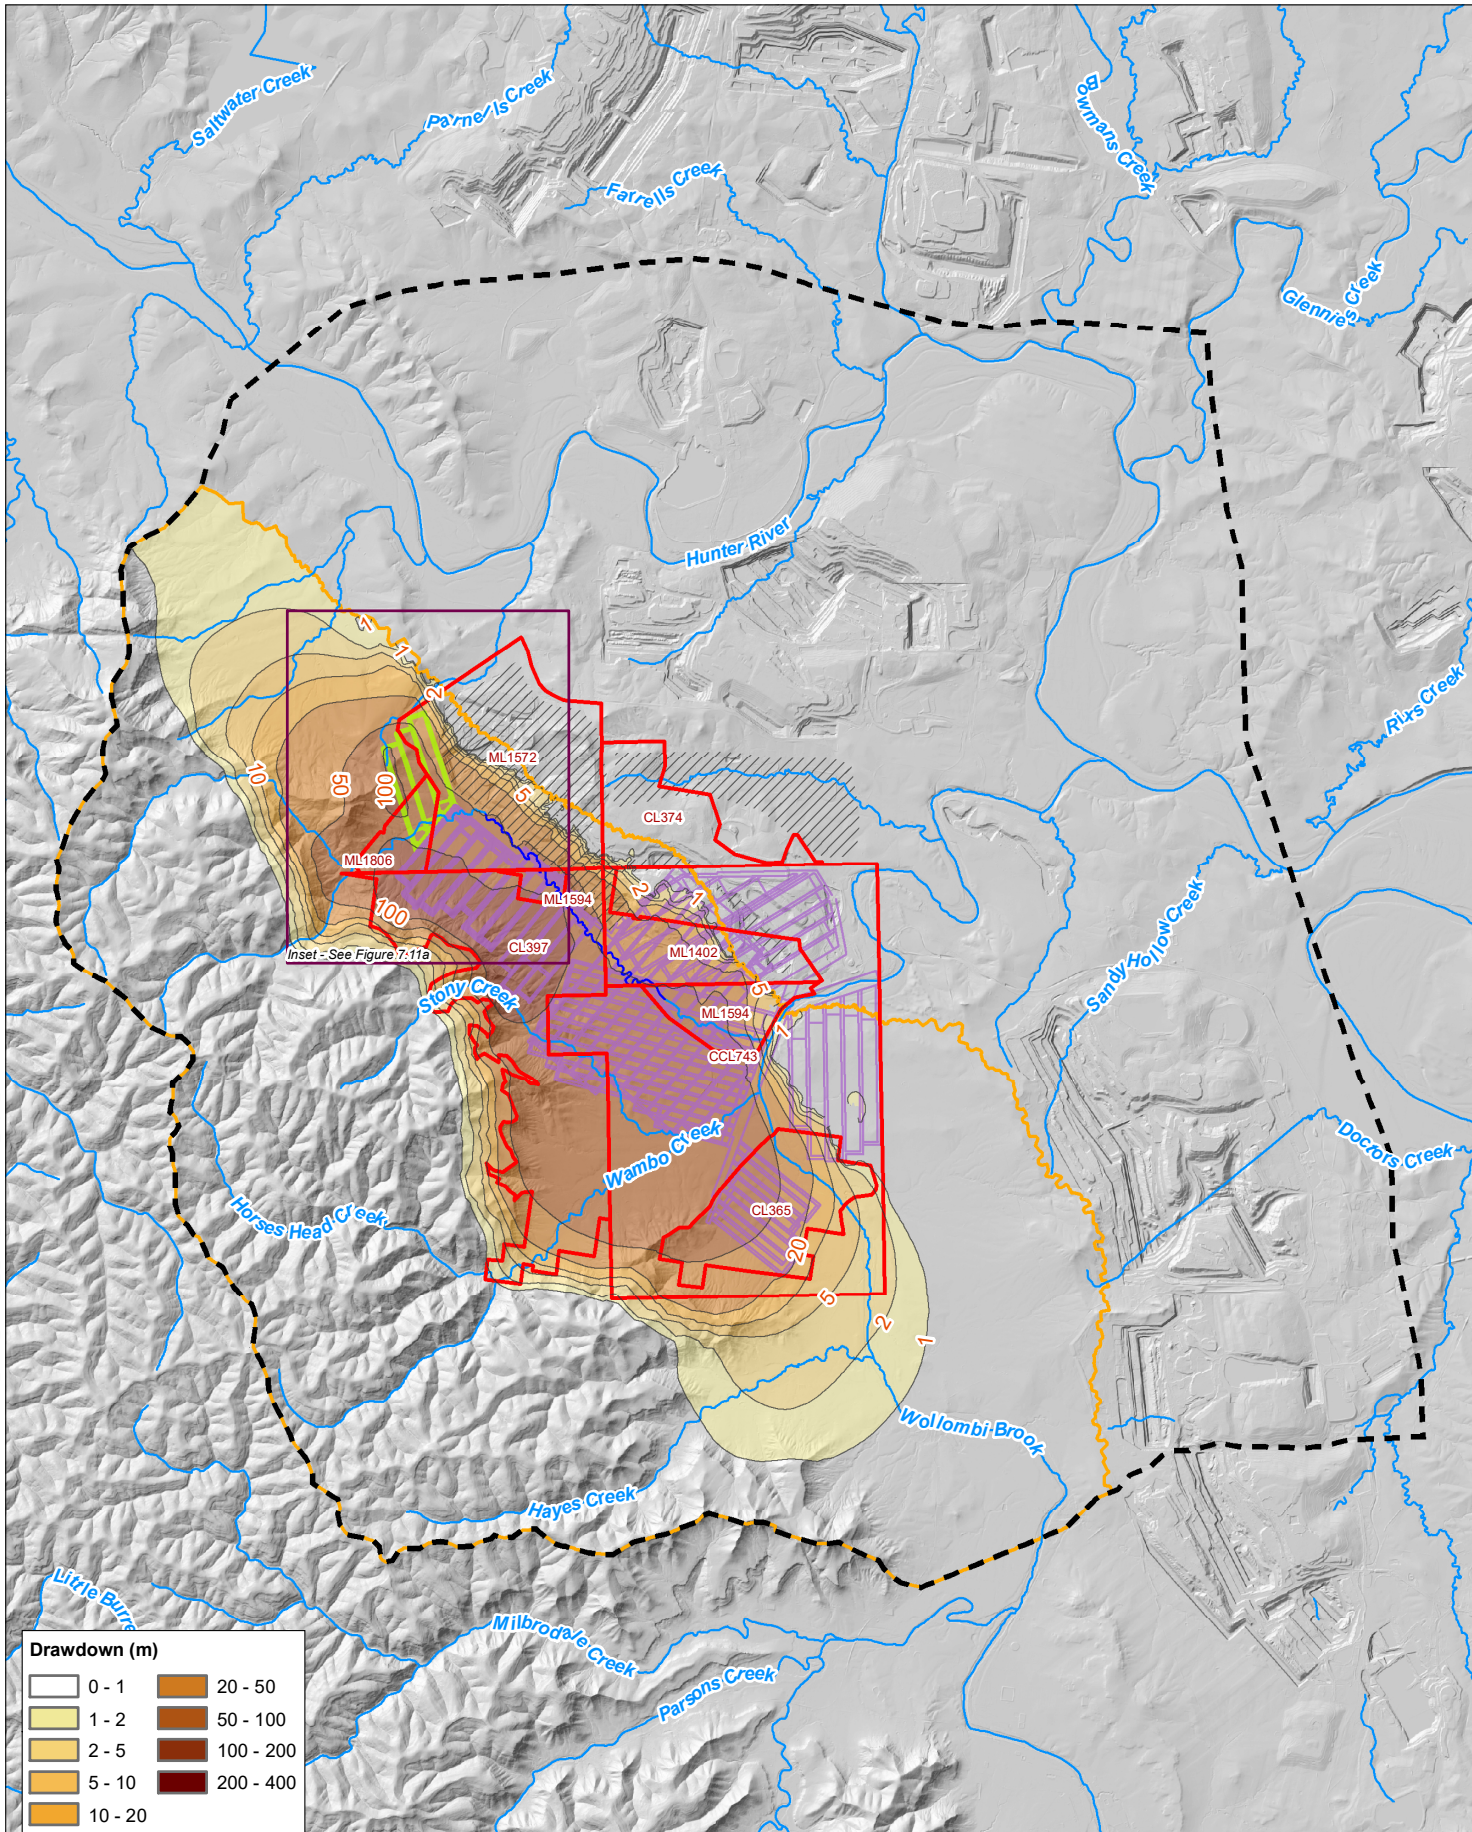 Saltwater Creek
Parnells Creek
Bowmans Creek
Farrells Creek
Glennies Creek
Hunter River
1
1
2
ML1572
10
50
100
5
CL374
Rixs Creek
ML1806
ML1594
2
1
100
CL397
ML1402
Inset - See Figure 7.11a
Sandy Hollow Creek
Stony Creek
5
ML1594
1
CCL743
Wambo Creek
Doctors Creek
Horses Head Creek
CL365
20
5
2
1
Wollombi Brook
Hayes Creek
Little Burre
Milbrodale Creek
Parsons Creek
Drawdown (m)
0 - 1
1 - 2
2 - 5
5 - 10
10 - 20
20 - 50
50 - 100
100 - 200
200 - 400